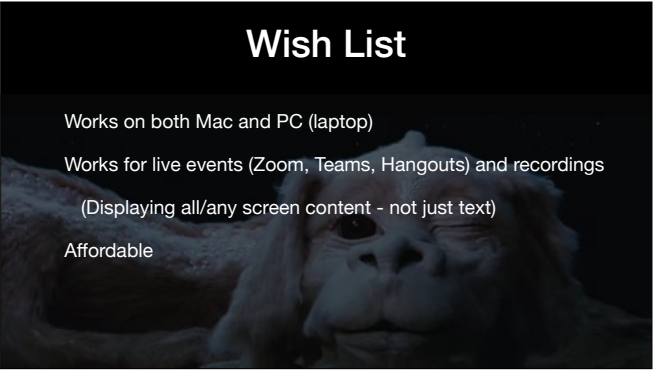 Wish List
Works on both Mac and PC (laptop)
Works for live events (Zoom, Teams, Hangouts) and recordings
(Displaying all/any screen content - not just text)
Affordable